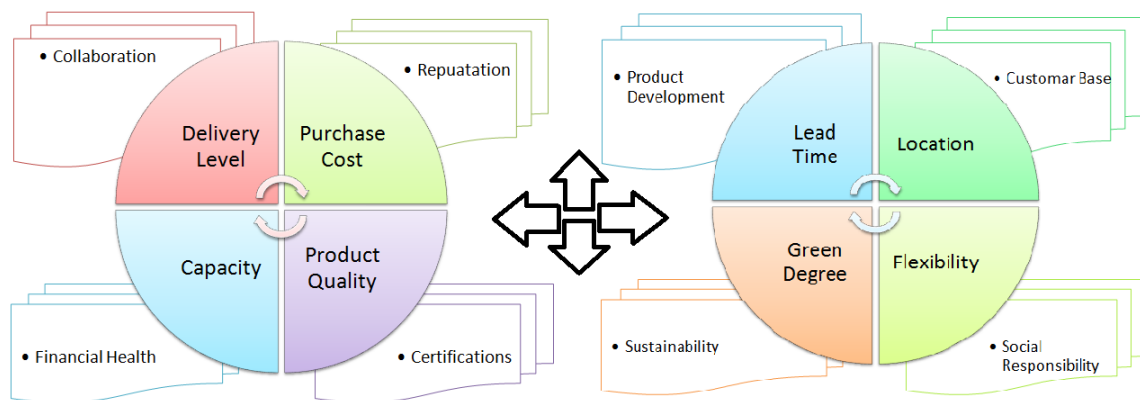 • Collaboration
Delivery
Level
Purchase
Cost
• Repuatation
Capacity
Product
Quality
• Financial Health
• Certifications
• Product
Development
Lead
Time
Location
• Customar Base
Green
Degree
Flexibility
• Sustainability
• Social
Responsibility